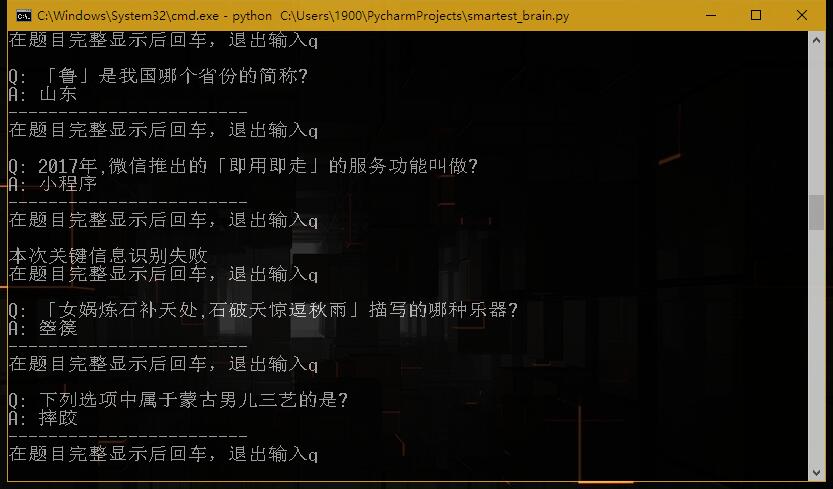 C:\Windows\System32\cmd.exe - python  C:\Users\1900\PycharmProjects\smartest_brain.py
在题目完整显示后回车, 退出输入q
Q: 「鲁」是我国哪个省份的简称?
A: 山东
------------------------
在题目完整显示后回车, 退出输入q
Q: 2017年,微信推出的「即用即走」的服务功能叫做?
A: 小程序
------------------------
在题目完整显示后回车, 退出输入q
本次关键信息识别失败
在题目完整显示后回车, 退出输入q
Q: 「女娲炼石补天处,石破天惊逗秋雨」描写的哪种乐器?
A: 箜篌
------------------------
在题目完整显示后回车, 退出输入q
Q: 下列选项中属于蒙古男儿三艺的是?
A: 摔跤
------------------------
在题目完整显示后回车, 退出输入q